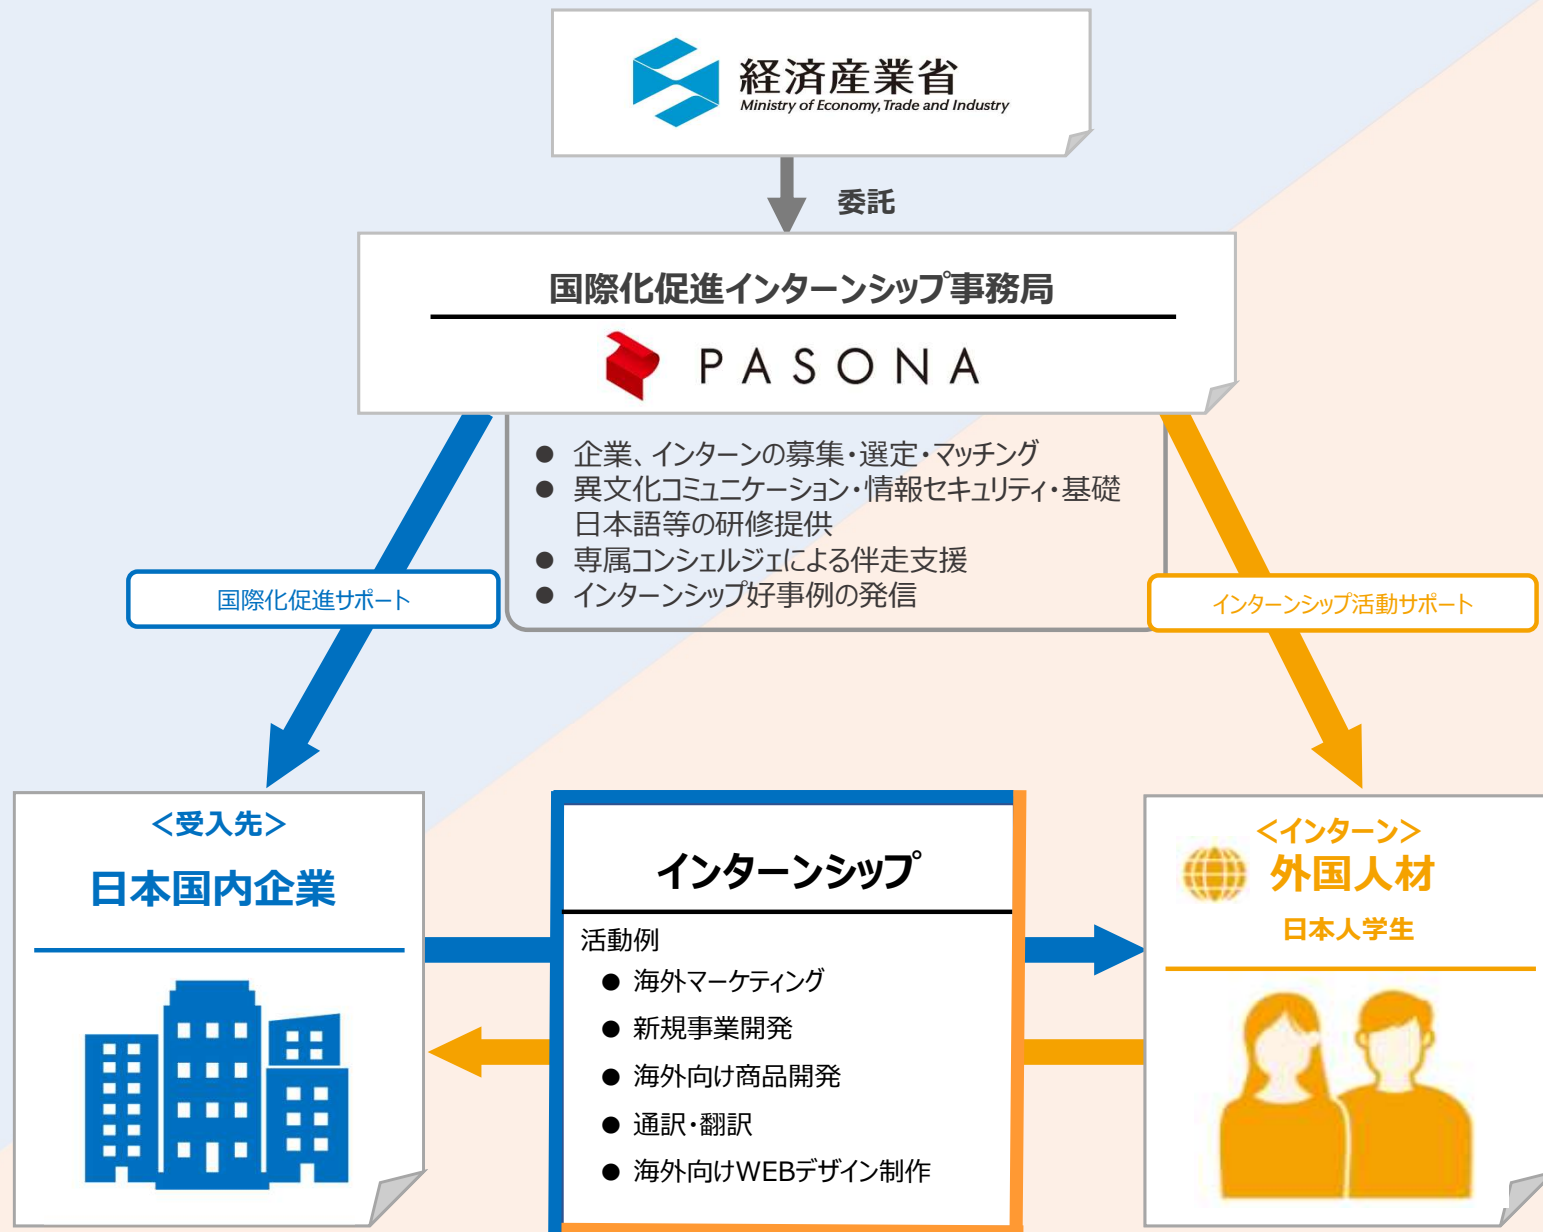 経済産業省
Ministry of Economy, Trade and Industry
委託
国際化促進インターンシップ事務局
PASONA
● 企業、インターンの募集・選定・マッチング
● 異文化コミュニケーション・情報セキュリティ・基礎
日本語等の研修提供
● 専属コンシェルジェによる伴走支援
● インターンシップ好事例の発信
国際化促進サポート
インターンシップ活動サポート
＜受入先＞
日本国内企業
インターンシップ
活動例
● 海外マーケティング
● 新規事業開発
● 海外向け商品開発
● 通訳・翻訳
● 海外向けWEBデザイン制作
＜インターン＞
外国人材
日本人学生